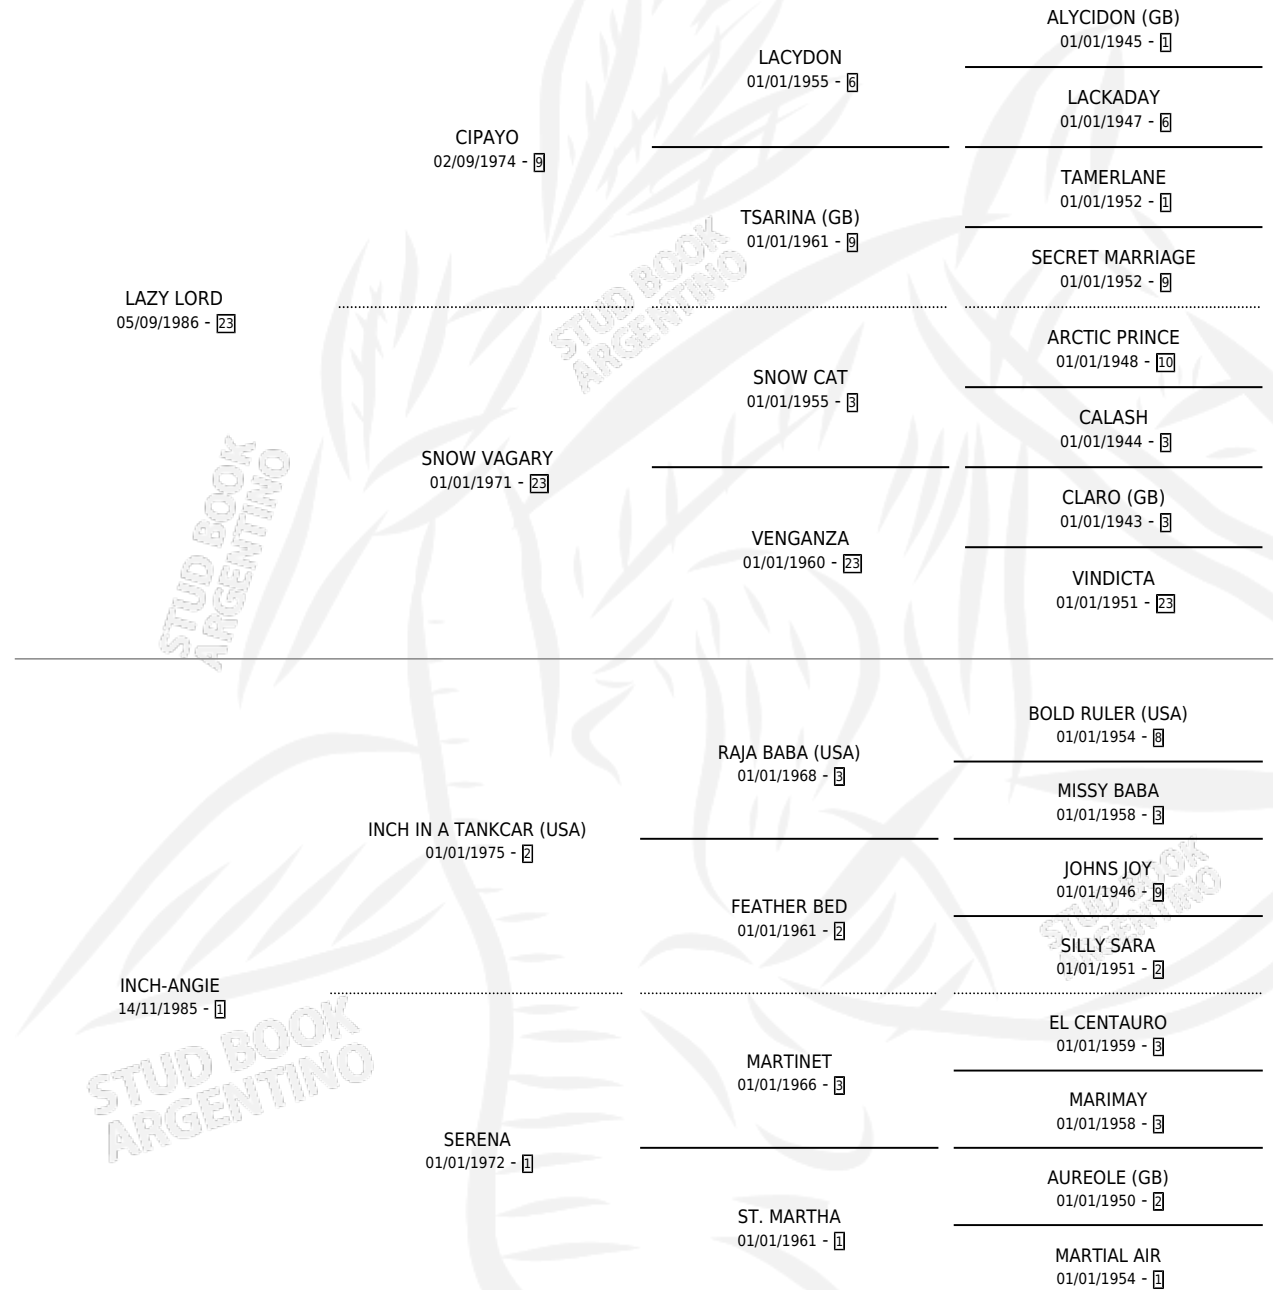 ALYCIDON (GB)
01/01/1945 - 1
LACYDON
01/01/1955 - 6
LACKADAY
01/01/1947 - 6
CIPAYO
02/09/1974 - 9
TAMERLANE
01/01/1952 - 1
TSARINA (GB)
01/01/1961 - 9
SECRET MARRIAGE
01/01/1952 - 9
LAZY LORD
05/09/1986 - 23
ARCTIC PRINCE
01/01/1948 - 10
SNOW CAT
01/01/1955 - 3
CALASH
01/01/1944 - 3
SNOW VAGARY
01/01/1971 - 23
CLARO (GB)
01/01/1943 - 3
VENGANZA
01/01/1960 - 23
VINDICTA
01/01/1951 - 23
STUD BOOK
ARGENTINO
STUD BOOK
ARGENTINO
BOLD RULER (USA)
01/01/1954 - 8
RAJA BABA (USA)
01/01/1968 - 3
MISSY BABA
01/01/1958 - 3
INCH IN A TANKCAR (USA)
01/01/1975 - 2
JOHNS JOY
01/01/1946 - 9
FEATHER BED
01/01/1961 - 2
SILLY SARA
01/01/1951 - 2
STUD BOOK
ARGENTINO
INCH-ANGIE
14/11/1985 - 1
EL CENTAURO
01/01/1959 - 3
MARTINET
01/01/1966 - 3
MARIMAY
01/01/1958 - 3
STUD BOOK
ARGENTINO
SERENA
01/01/1972 - 1
AUREOLE (GB)
01/01/1950 - 2
ST. MARTHA
01/01/1961 - 1
MARTIAL AIR
01/01/1954 - 1